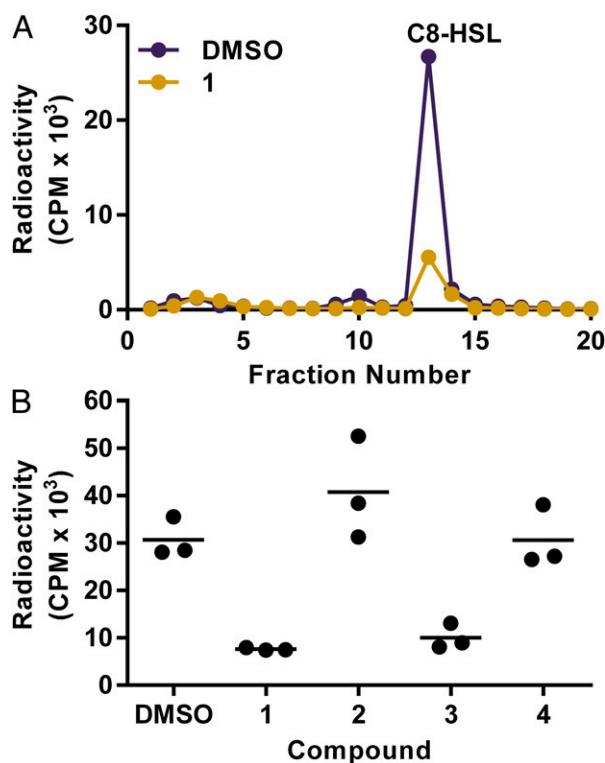 A
C8-HSL
DMSO
1
Radioactivity
(CPM x 10³)
30
20
10
0
0 5 10 15 20
Fraction Number
B
Radioactivity
(CPM x 10³)
60
50
40
30
20
10
0
DMSO 1 2 3 4
Compound